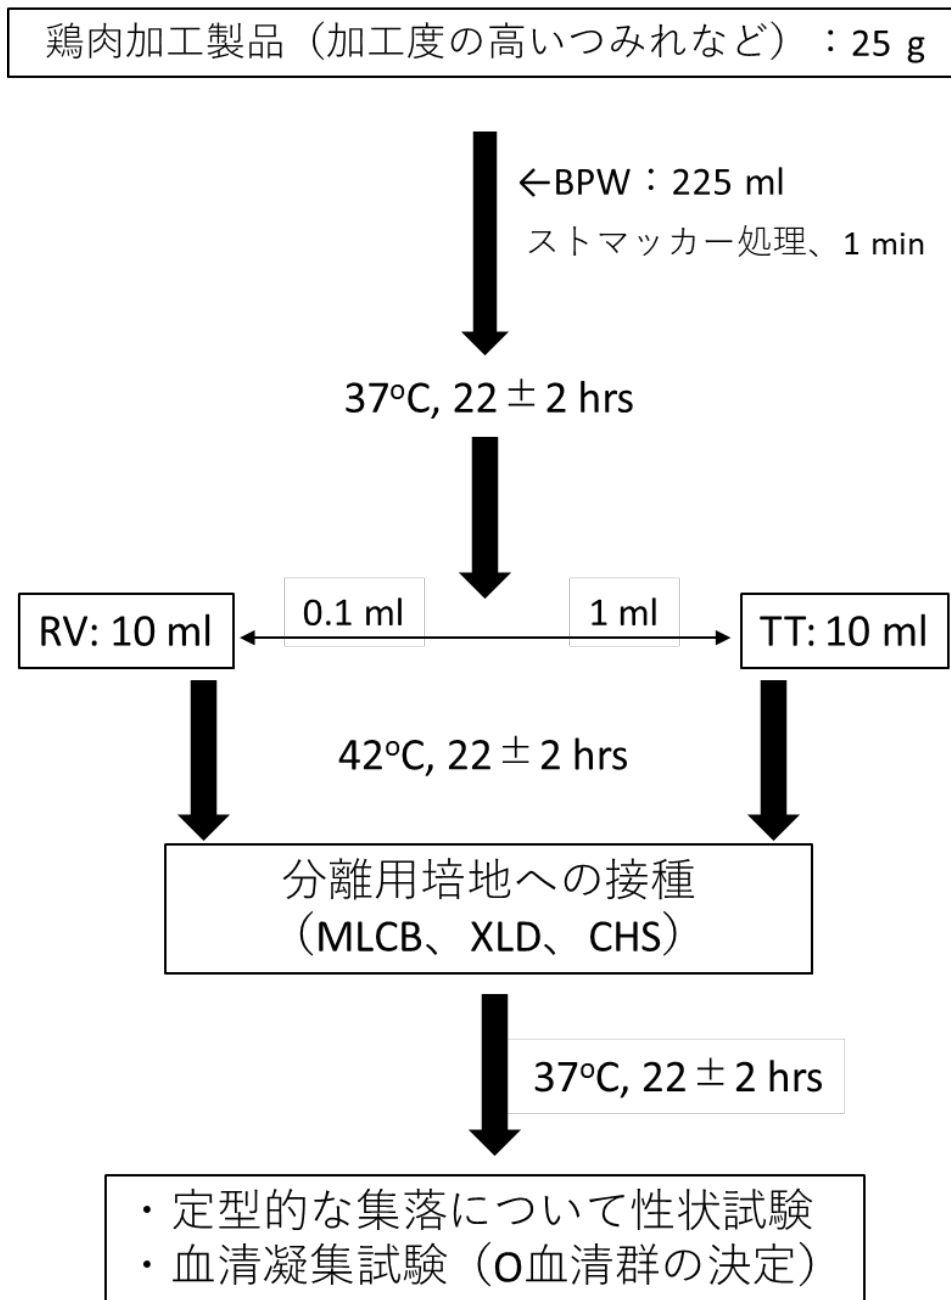 鶏肉加工製品（加工度の高いつみれなど）：25 g
←BPW：225 ml
ストマッカー処理、1 min
37oC, 22 ± 2 hrs
RV: 10 ml
0.1 ml
1 ml
TT: 10 ml
42oC, 22 ± 2 hrs
分離用培地への接種
（MLCB、XLD、CHS）
37oC, 22 ± 2 hrs
・定型的な集落について性状試験
・血清凝集試験（O血清群の決定）